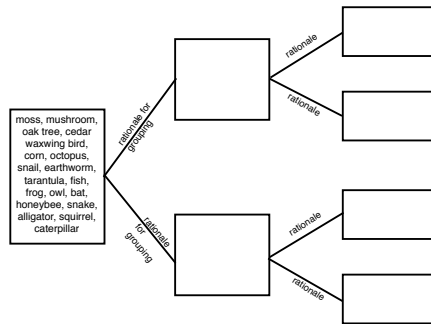 moss, mushroom,
oak tree, cedar
waxwing bird,
corn, octopus,
snail, earthworm,
tarantula, fish,
frog, owl, bat,
honeybee, snake,
alligator, squirrel,
caterpillar
rationale for
grouping
rationale
for
grouping
rationale
rationale
rationale
rationale